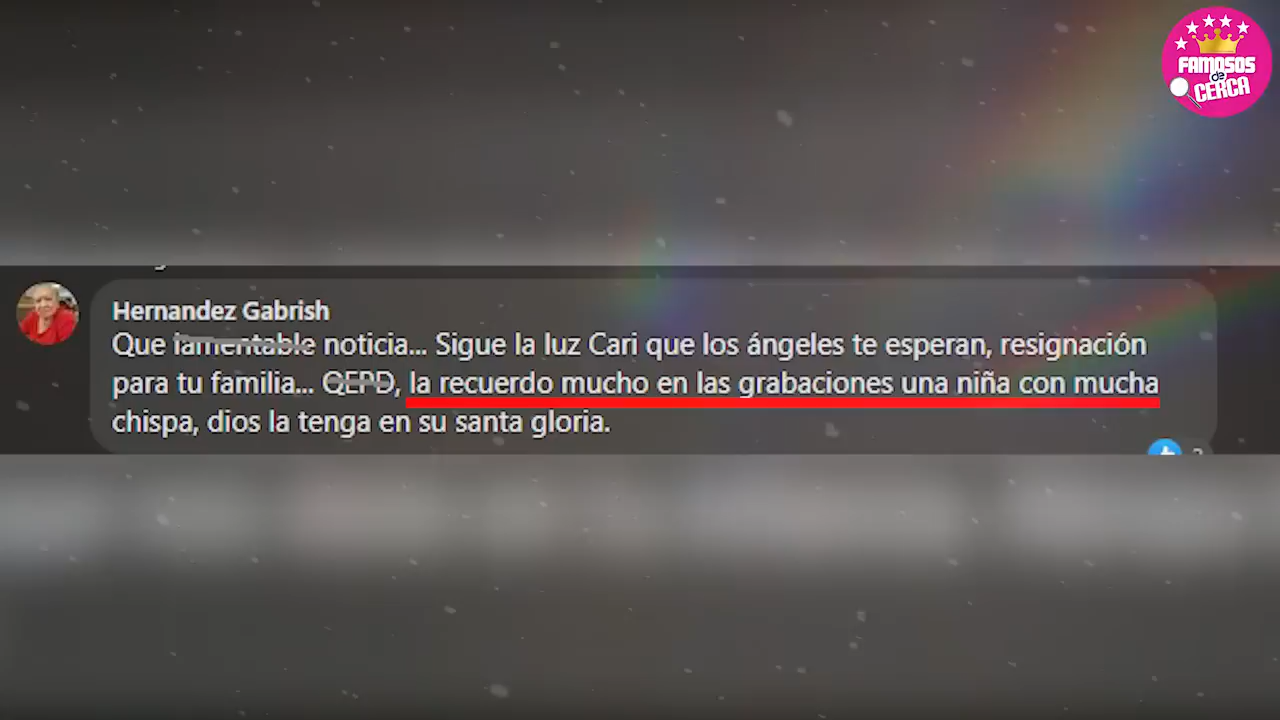 FAMOSOS
de
CERCA
Hernandez Gabrish
Que lamentable noticia... Sigue la luz Cari que los ángeles te esperan, resignación
para tu familia... QEPD, la recuerdo mucho en las grabaciones una niña con mucha
chispa, dios la tenga en su santa gloria.